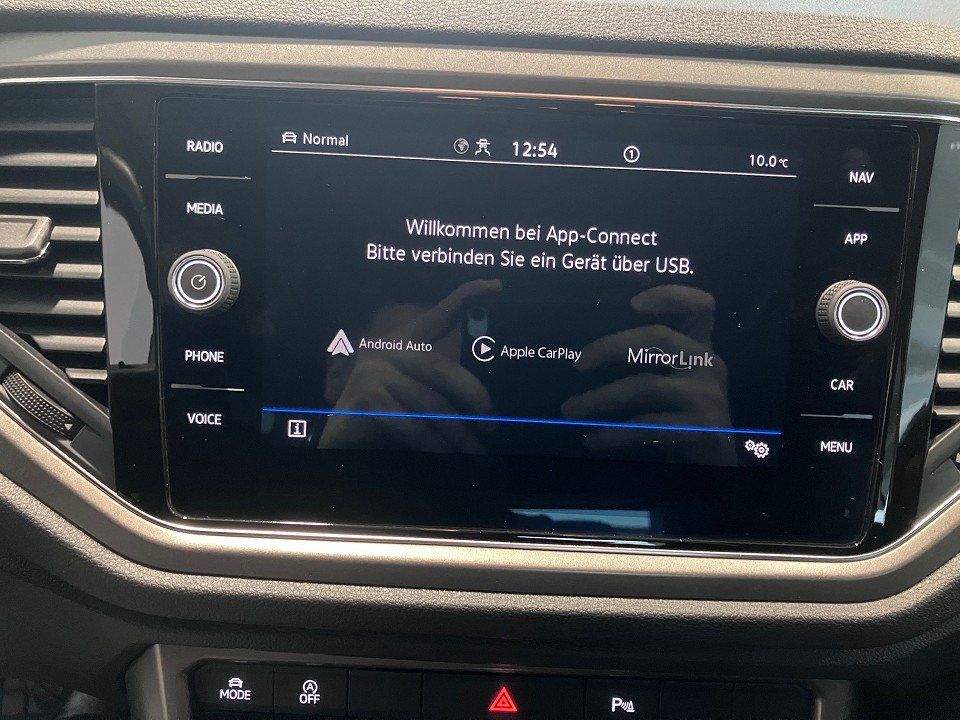 RADIO
MEDIA
PHONE
VOICE
Normal
12:54
1
10.0°C
Willkommen bei App-Connect
Bitte verbinden Sie ein Gerät über USB.
Android Auto
Apple CarPlay
MirrorLink
i
NAV
APP
CAR
MENU
MODE
A
OFF
P